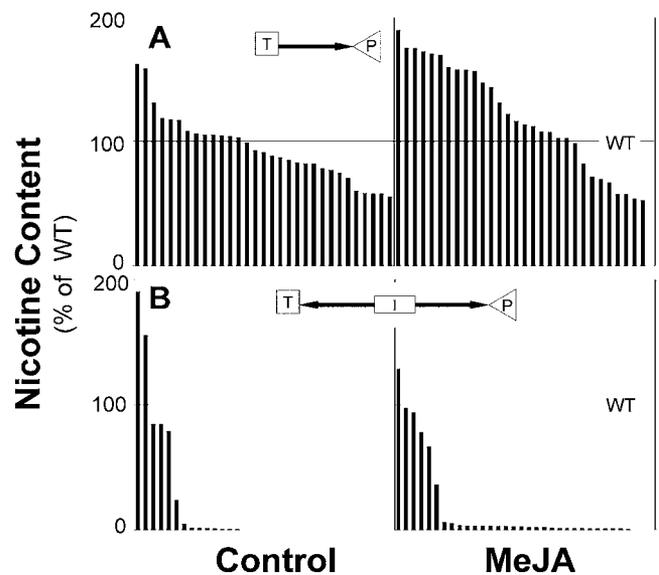 200
A
T
P
100
WT
0
Nicotine Content
(% of WT)
200
B
T
I
P
100
WT
0
Control
MeJA